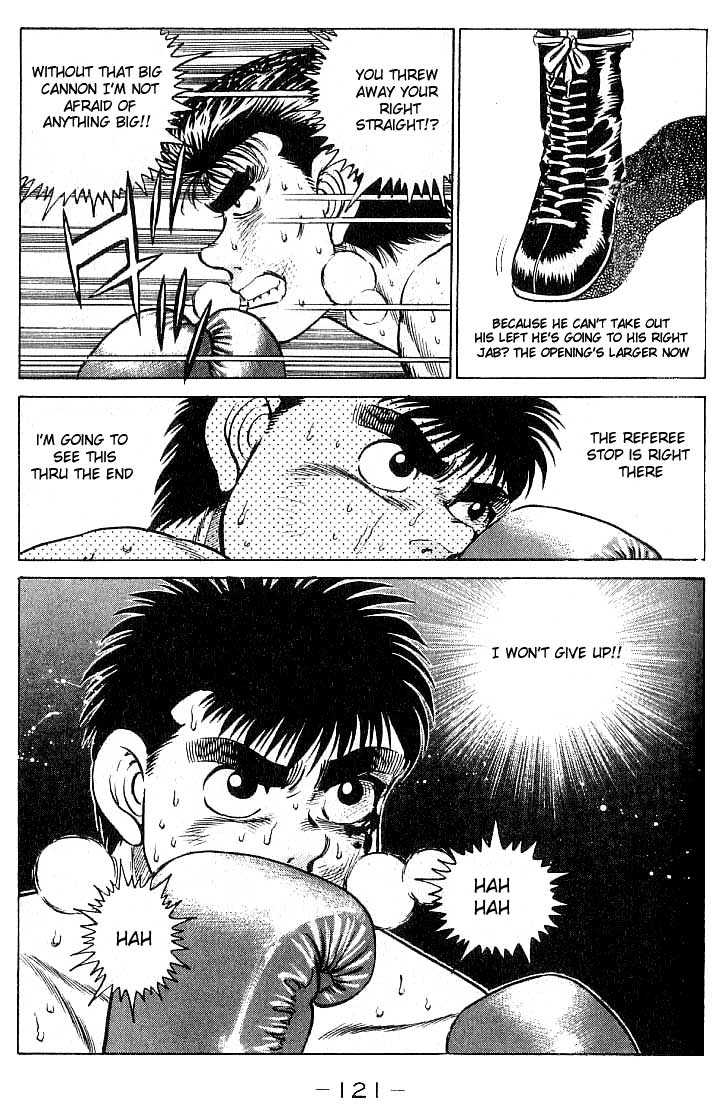 BECAUSE HE CAN'T TAKE OUT
HIS LEFT HE'S GOING TO HIS RIGHT
JAB? THE OPENING'S LARGER NOW
YOU THREW
AWAY YOUR
RIGHT
STRAIGHT!?
WITHOUT THAT BIG
CANNON I'M NOT
AFRAID OF
ANYTHING BIG!!
THE REFEREE
STOP IS RIGHT
THERE
I'M GOING TO
SEE THIS
THRU THE END
I WON'T GIVE UP!!
HAH
HAH
HAH
-121-